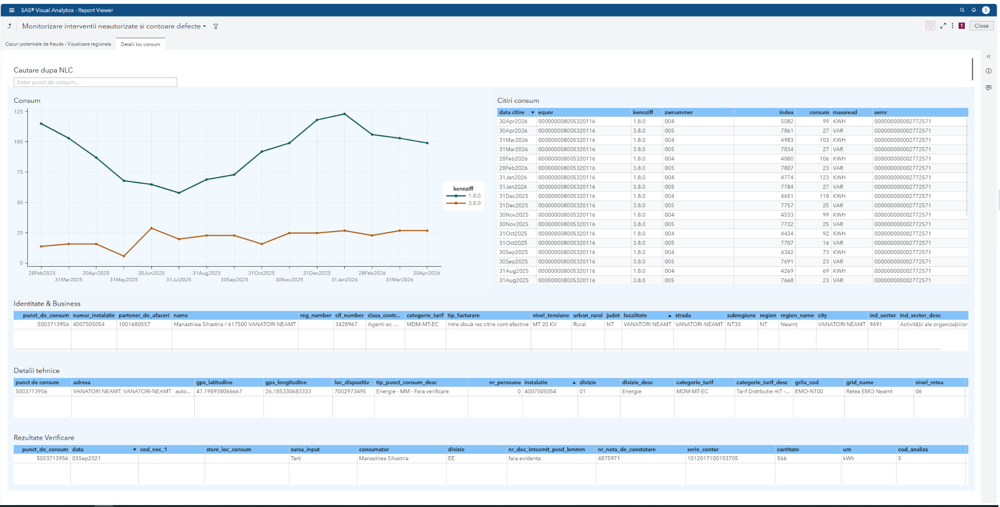 SAS® Visual Analytics - Report Viewer
S
Monitorizare interventii neautorizate si contoare defecte
1
Close
Cazuri potentiale de frauda - Vizualizare regionala
Detalii loc consum
Cautare dupa NLC
Enter punct de consum...
Consum
125
100
75
50
25
0
28Feb2025 30Apr2025 30Jun2025 31Aug2025 31Oct2025 31Dec2025 28Feb2026 30Apr2026
31Mar2025 31May2025 31Jul2025 30Sep2025 30Nov2025 31Jan2026 31Mar2026
kennziff
1.8.0
3.8.0
Citiri consum
data citire equnr kennziff zwnummer index consum massread sernr
30Apr2026 000000008005320116 1.8.0 004 5082 99 KWH 000000000002772571
30Apr2026 000000008005320116 3.8.0 005 7861 27 VAR 000000000002772571
31Mar2026 000000008005320116 1.8.0 004 4983 103 KWH 000000000002772571
31Mar2026 000000008005320116 3.8.0 005 7834 27 VAR 000000000002772571
28Feb2026 000000008005320116 1.8.0 004 4880 106 KWH 000000000002772571
28Feb2026 000000008005320116 3.8.0 005 7807 23 VAR 000000000002772571
31Jan2026 000000008005320116 1.8.0 004 4774 123 KWH 000000000002772571
31Jan2026 000000008005320116 3.8.0 005 7784 27 VAR 000000000002772571
31Dec2025 000000008005320116 1.8.0 004 4651 118 KWH 000000000002772571
31Dec2025 000000008005320116 3.8.0 005 7757 25 VAR 000000000002772571
30Nov2025 000000008005320116 1.8.0 004 4533 99 KWH 000000000002772571
30Nov2025 000000008005320116 3.8.0 005 7732 25 VAR 000000000002772571
31Oct2025 000000008005320116 1.8.0 004 4434 92 KWH 000000000002772571
31Oct2025 000000008005320116 3.8.0 005 7707 16 VAR 000000000002772571
30Sep2025 000000008005320116 1.8.0 004 4342 73 KWH 000000000002772571
30Sep2025 000000008005320116 3.8.0 005 7691 23 VAR 000000000002772571
31Aug2025 000000008005320116 1.8.0 004 4269 69 KWH 000000000002772571
31Aug2025 000000008005320116 3.8.0 005 7668 23 VAR 000000000002772571
Identitate & Business
punct_de_consum numar_instalatie partener_de_afaceri name reg_number cif_number clasa_contr... categorie_tarif tip_facturare nivel_tensiune urban_rural judet localitate strada subregiune region region_name city ind_sector ind_sector_desc
5003713956 4007505054 1001680557 Manastirea Sihastria / 617500 VANATORI NEAMT 3428967 Agenti ec. ... MDM-MT-EC Intre două rez citire cont efective MT 20 KV Rural NT VANATORI NEAMT VANATORI-NEAMT NT30 NT Neamț VANATORI NEAMT 9491 Activităþi ale organizaþiilor
Detalii tehnice
punct de consum adresa gps_latitudine gps_longitudine loc_dispozitiv tip_punct_consum_desc nr_persoane instalatie divizie divizie_desc categorie_tarif categorie_tarif_desc grila_cod grid_name nivel_retea
5003713956 VANATORI NEAMT, VANATORI-NEAMT auto... 47.198938066667 26.185330683333 7002973495 Energie - MM - Fara verificare 0 4007505054 01 Energie MDM-MT-EC Tarif Distrbutie mT -... EMO-NT00 Retea EMO Neamt 06
Rezultate Verificare
punct_de_consum data cod_nec_1 stare_loc_consum sursa_input consumator divizie nr_doc_intocmit_pvsd_bmmm nr_nota_de_constatare serie_contor cantitate um cod_analiza
5003713956 03Sep2021 Terti Manastirea Sihastria EE fara evidenta 4875971 1012017100153705 566 kWh 5